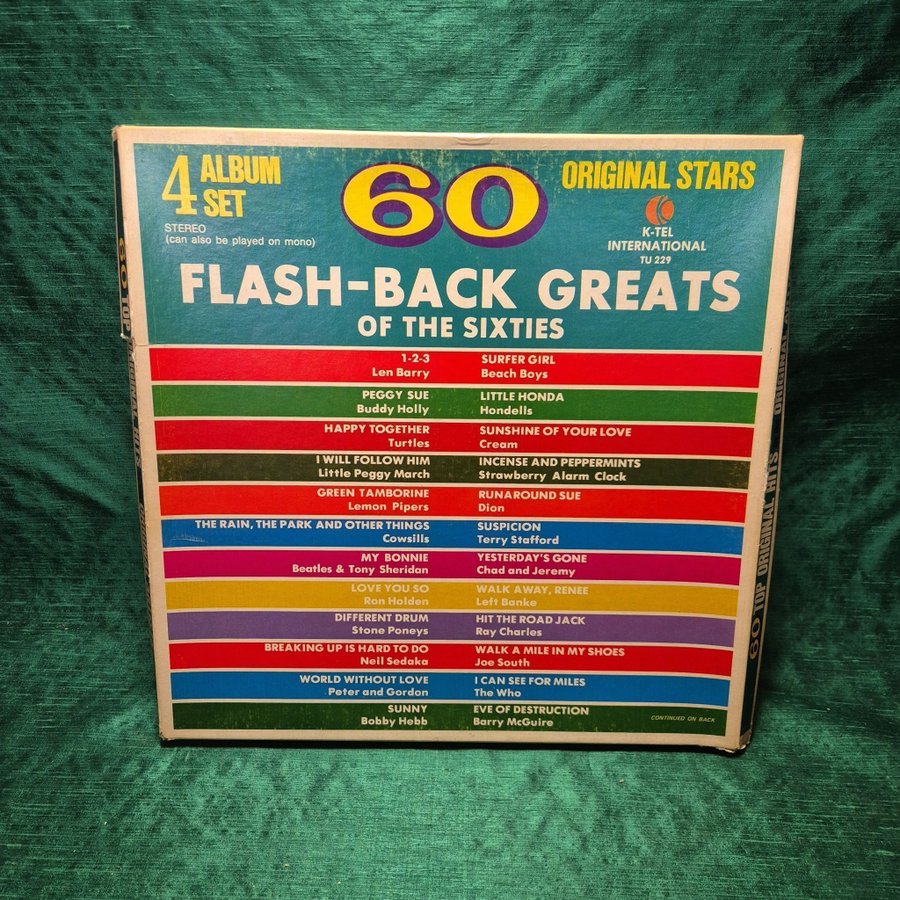 4 ALBUM SET
STEREO
(can also be played on mono)
60
ORIGINAL STARS
K-TEL
INTERNATIONAL
TU 229
FLASH-BACK GREATS
OF THE SIXTIES
1-2-3
Len Barry
SURFER GIRL
Beach Boys
PEGGY SUE
Buddy Holly
LITTLE HONDA
Hondells
HAPPY TOGETHER
Turtles
SUNSHINE OF YOUR LOVE
Cream
I WILL FOLLOW HIM
Little Peggy March
INCENSE AND PEPPERMINTS
Strawberry Alarm Clock
GREEN TAMBORINE
Lemon Pipers
RUNAROUND SUE
Dion
THE RAIN, THE PARK AND OTHER THINGS
Cowsills
SUSPICION
Terry Stafford
MY BONNIE
Beatles & Tony Sheridan
YESTERDAY'S GONE
Chad and Jeremy
LOVE YOU SO
Ron Holden
WALK AWAY, RENEE
Left Banke
DIFFERENT DRUM
Stone Poneys
HIT THE ROAD JACK
Ray Charles
BREAKING UP IS HARD TO DO
Neil Sedaka
WALK A MILE IN MY SHOES
Joe South
WORLD WITHOUT LOVE
Peter and Gordon
I CAN SEE FOR MILES
The Who
SUNNY
Bobby Hebb
EVE OF DESTRUCTION
Barry McGuire
CONTINUED ON BACK
60 TOP ORIGINAL HITS
60 TOP